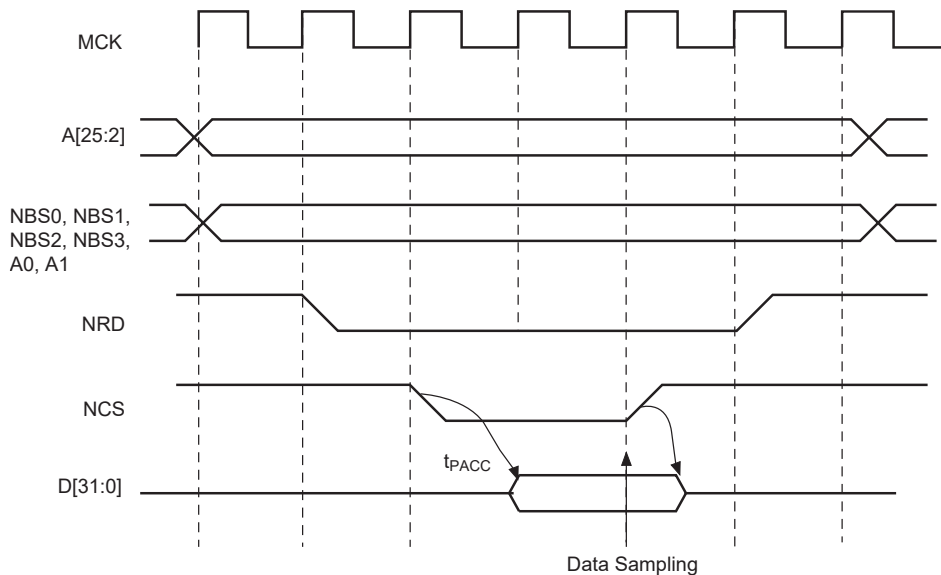 MCK
A[25:2]
NBS0, NBS1,
NBS2, NBS3,
A0, A1
NRD
NCS
tPACC
D[31:0]
Data Sampling